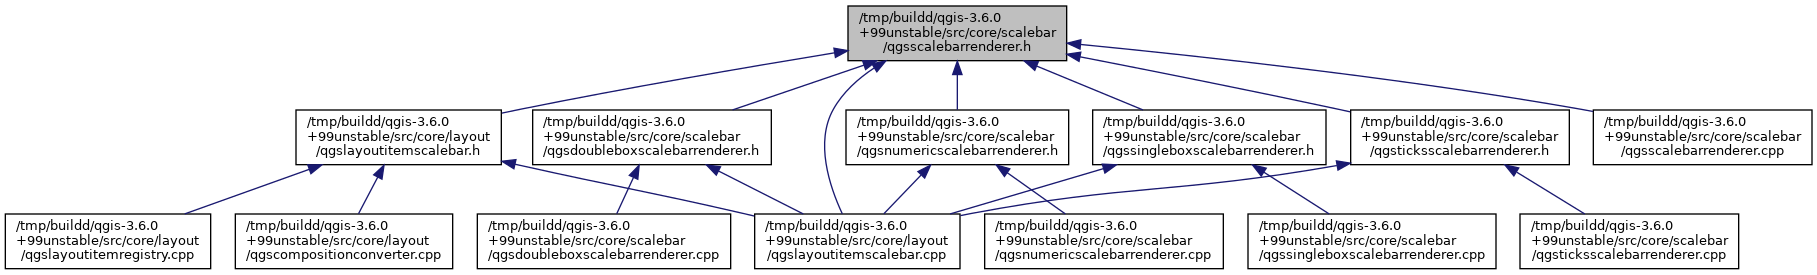 /tmp/buildd/qgis-3.6.0
+99unstable/src/core/scalebar
/qgsscalebarrenderer.h
/tmp/buildd/qgis-3.6.0
+99unstable/src/core/layout
/qgslayoutitemscalebar.h
/tmp/buildd/qgis-3.6.0
+99unstable/src/core/scalebar
/qgsdoubleboxscalebarrenderer.h
/tmp/buildd/qgis-3.6.0
+99unstable/src/core/scalebar
/qgsnumericscalebarrenderer.h
/tmp/buildd/qgis-3.6.0
+99unstable/src/core/scalebar
/qgssingleboxscalebarrenderer.h
/tmp/buildd/qgis-3.6.0
+99unstable/src/core/scalebar
/qgsticksscalebarrenderer.h
/tmp/buildd/qgis-3.6.0
+99unstable/src/core/scalebar
/qgsscalebarrenderer.cpp
/tmp/buildd/qgis-3.6.0
+99unstable/src/core/layout
/qgslayoutitemregistry.cpp
/tmp/buildd/qgis-3.6.0
+99unstable/src/core/layout
/qgscompositionconverter.cpp
/tmp/buildd/qgis-3.6.0
+99unstable/src/core/scalebar
/qgsdoubleboxscalebarrenderer.cpp
/tmp/buildd/qgis-3.6.0
+99unstable/src/core/layout
/qgslayoutitemscalebar.cpp
/tmp/buildd/qgis-3.6.0
+99unstable/src/core/scalebar
/qgsnumericscalebarrenderer.cpp
/tmp/buildd/qgis-3.6.0
+99unstable/src/core/scalebar
/qgssingleboxscalebarrenderer.cpp
/tmp/buildd/qgis-3.6.0
+99unstable/src/core/scalebar
/qgsticksscalebarrenderer.cpp